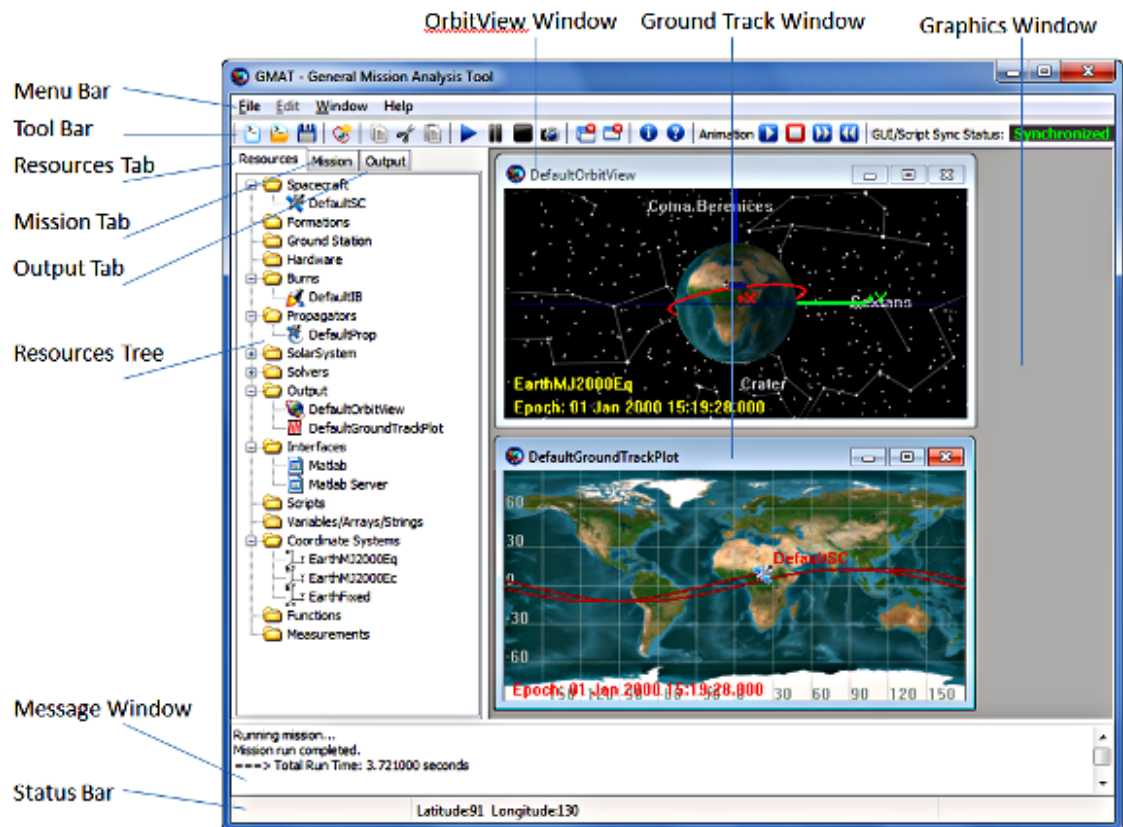 OrbitView Window
Ground Track Window
Graphics Window
Menu Bar
Tool Bar
Resources Tab
Mission Tab
Output Tab
Resources Tree
Message Window
Status Bar
GMAT - General Mission Analysis Tool
File Edit Window Help
Animation
GUI/Script Sync Status: Synchronized
Resources Mission Output
Spacecraft
DefaultSC
Formations
Ground Station
Hardware
Burns
DefaultIB
Propagators
DefaultProp
SolarSystem
Solvers
Output
DefaultOrbitView
DefaultGroundTrackPlot
Interfaces
Matlab
Matlab Server
Scripts
Variables/Arrays/Strings
Coordinate Systems
EarthMJ2000Eq
EarthMJ2000Ec
EarthFixed
Functions
Measurements
DefaultOrbitView
Coma Berenices
+X
+Y
Sextans
Crater
EarthMJ2000Eq
Epoch: 01 Jan 2000 15:19:28.000
DefaultGroundTrackPlot
60
30
DefaultSC
0
-30
-60
Epoch: 01 Jan 2000 15:19:28.000
30 60 90 120 150
Running mission...
Mission run completed.
===> Total Run Time: 3.721000 seconds
Latitude:91 Longitude:130